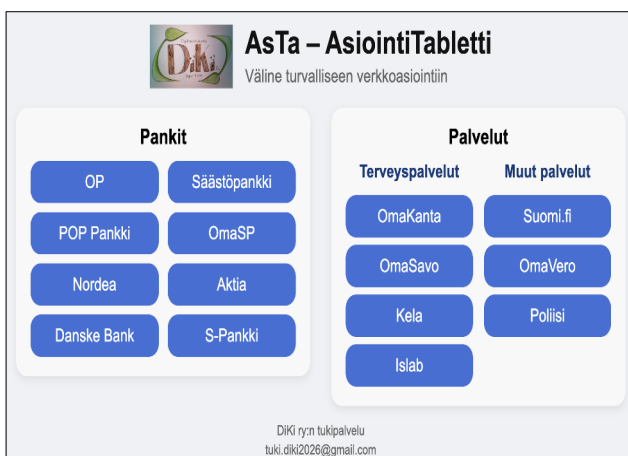 DiKi
AsTa – AsiointiTabletti
Väline turvalliseen verkkoasiointiin
Pankit
OP
Säästöpankki
POP Pankki
OmaSP
Nordea
Aktia
Danske Bank
S-Pankki
Palvelut
Terveyspalvelut
Muut palvelut
OmaKanta
Suomi.fi
OmaSavo
OmaVero
Kela
Poliisi
Islab
DiKi ry:n tukipalvelu
tuki.diki2026@gmail.com